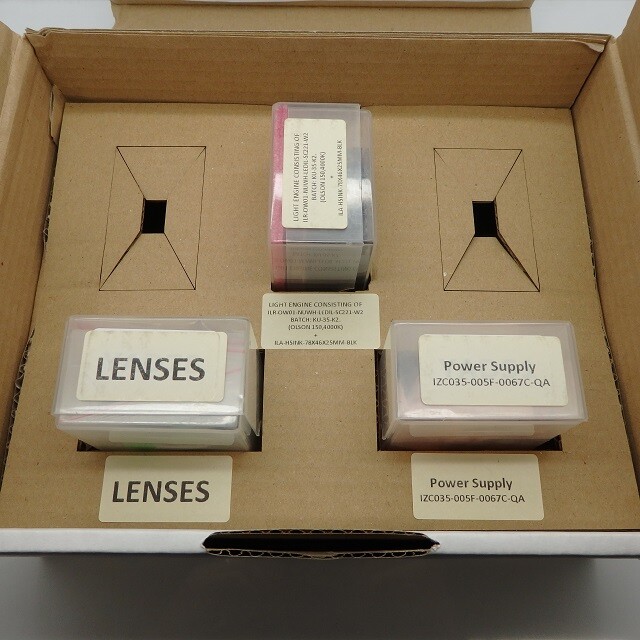 LIGHT ENGINE CONSISTING OF
ILR-OW01-NUWH-LEDIL-SC221-W2
BATCH: KU-3S-K2,
(OLSON 150,4000K)
+
ILA-HSINK-78X46X25MM-BLK
LIGHT ENGINE CONSISTING OF
ILR-OW01-NUWH-LEDIL-SC221-W2
BATCH: KU-3S-K2,
(OLSON 150,4000K)
+
ILA-HSINK-78X46X25MM-BLK
LENSES
Power Supply
IZC035-005F-0067C-QA
LENSES
Power Supply
IZC035-005F-0067C-QA